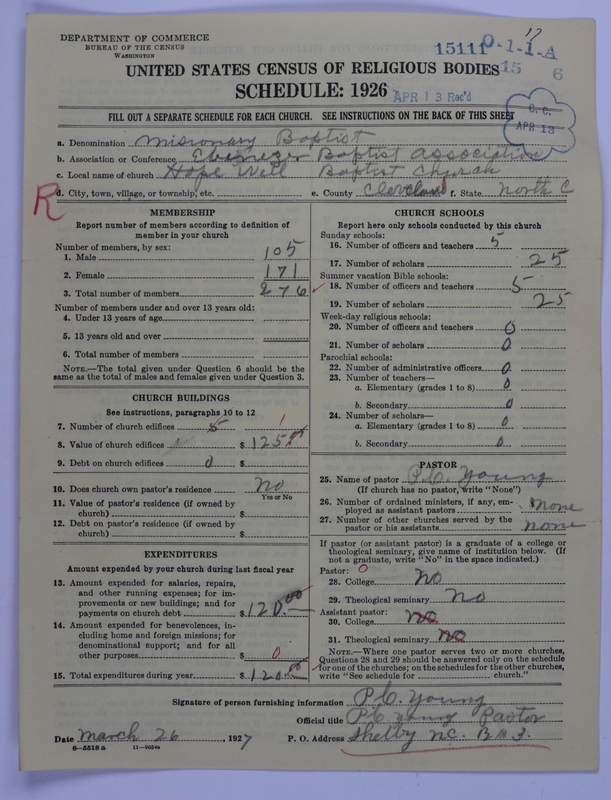 DEPARTMENT OF COMMERCE
BUREAU OF THE CENSUS
WASHINGTON
17
15111 0-1-1-A
15 6
UNITED STATES CENSUS OF RELIGIOUS BODIES
SCHEDULE: 1926
APR 13 Rec'd
C. C.
APR 13
FILL OUT A SEPARATE SCHEDULE FOR EACH CHURCH. SEE INSTRUCTIONS ON THE BACK OF THIS SHEET
a. Denomination Missionary Baptist
b. Association or Conference Ebenezer Baptist Association
c. Local name of church Hope Well Baptist Church
d. City, town, village, or township, etc. e. County Cleveland f. State North C
R
MEMBERSHIP
Report number of members according to definition of member in your church
Number of members, by sex:
1. Male 105
2. Female 171
3. Total number of members 276
Number of members under and over 13 years old:
4. Under 13 years of age
5. 13 years old and over
6. Total number of members
NOTE.—The total given under Question 6 should be the same as the total of males and females given under Question 3.
CHURCH BUILDINGS
See instructions, paragraphs 10 to 12
7. Number of church edifices 5 1
8. Value of church edifices $ 125
9. Debt on church edifices 0 $
10. Does church own pastor's residence No
Yes or No
11. Value of pastor's residence (if owned by church) $
12. Debt on pastor's residence (if owned by church) $
EXPENDITURES
Amount expended by church during last fiscal year
13. Amount expended for salaries, repairs, and other running expenses; for improvements or new buildings; and for payments on church debt $ 120.00
14. Amount expended for benevolences, including home and foreign missions; for denominational support; and for all other purposes $ 0
15. Total expenditures during year $ 120.00
CHURCH SCHOOLS
Report here only schools conducted by this church
Sunday schools:
16. Number of officers and teachers 5
17. Number of scholars 25
Summer vacation Bible schools:
18. Number of officers and teachers 5
19. Number of scholars 25
Week-day religious schools:
20. Number of officers and teachers 0
21. Number of scholars 0
Parochial schools:
22. Number of administrative officers 0
23. Number of teachers—
a. Elementary (grades 1 to 8) 0
b. Secondary 0
24. Number of scholars—
a. Elementary (grades 1 to 8) 0
b. Secondary 0
PASTOR
25. Name of pastor P.C. Young
(If church has no pastor, write "None")
26. Number of ordained ministers, if any, employed as assistant pastors None
27. Number of other churches served by the pastor or his assistants None
If pastor (or assistant pastor) is a graduate of a college or theological seminary, give name of institution below. (If not a graduate, write "No" in the space indicated.)
Pastor: 0
28. College No
29. Theological seminary No
Assistant pastor:
30. College No
31. Theological seminary No
NOTE.—Where one pastor serves two or more churches, Questions 28 and 29 should be answered only on the schedule for one of the churches; on the schedules for the other churches, write "See schedule for church."
Signature of person furnishing information P.C. Young
Official title P.C. Young Pastor
Date March 26, 1927 P. O. Address Shelby N.C.
8—5518 a 11—9054a